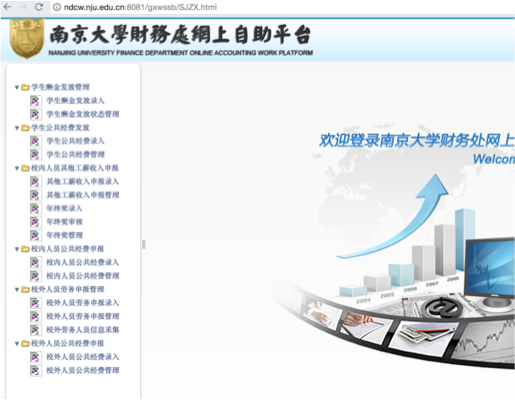 ndcw.nju.edu.cn:8081/gxwssb/SJZX.html
南京大學財務處網上自助平台
NANJING UNIVERSITY FINANCE DEPARTMENT ONLINE ACCOUNTING WORK PLATFORM
学生酬金发放管理
学生酬金发放录入
学生酬金发放状态管理
学生公共经费发放
学生公共经费录入
学生公共经费管理
校内人员其他工薪收入申报
其他工薪收入申报录入
其他工薪收入申报管理
年终奖录入
年终奖审核
年终奖管理
校内人员公共经费申报
校内人员公共经费录入
校内人员公共经费管理
校外人员劳务申报管理
校外人员劳务申报录入
校外人员劳务申报管理
校外劳务人员信息采集
校外人员公共经费申报
校外人员公共经费录入
校外人员公共经费管理
欢迎登录南京大学财务处网上
Welcon
2004 2005 2006 2007 2008